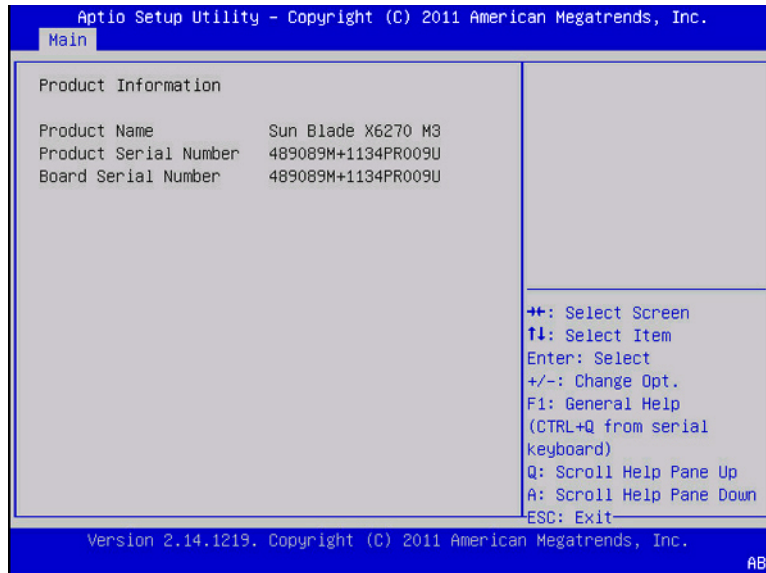 Aptio Setup Utility – Copyright (C) 2011 American Megatrends, Inc.
Main
Product Information
Product Name Sun Blade X6270 M3
Product Serial Number 489089M+1134PR009U
Board Serial Number 489089M+1134PR009U
→←: Select Screen
↑↓: Select Item
Enter: Select
+/-: Change Opt.
F1: General Help
(CTRL+Q from serial
keyboard)
Q: Scroll Help Pane Up
A: Scroll Help Pane Down
ESC: Exit
Version 2.14.1219. Copyright (C) 2011 American Megatrends, Inc.
AB